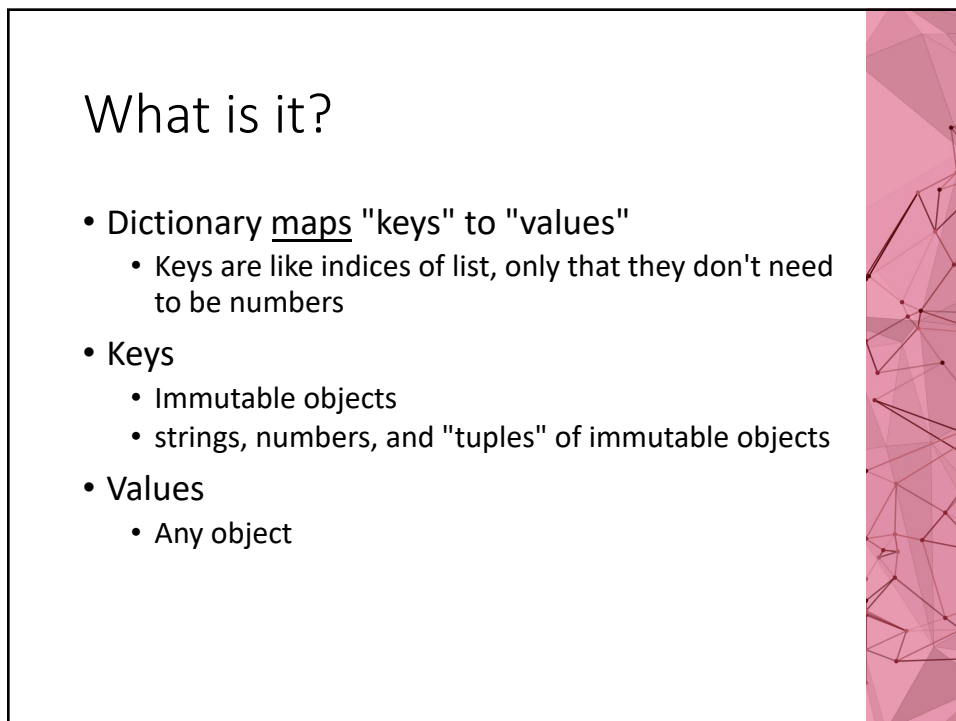 What is it?
• Dictionary maps "keys" to "values"
• Keys are like indices of list, only that they don't need
to be numbers
• Keys
• Immutable objects
• strings, numbers, and "tuples" of immutable objects
• Values
• Any object